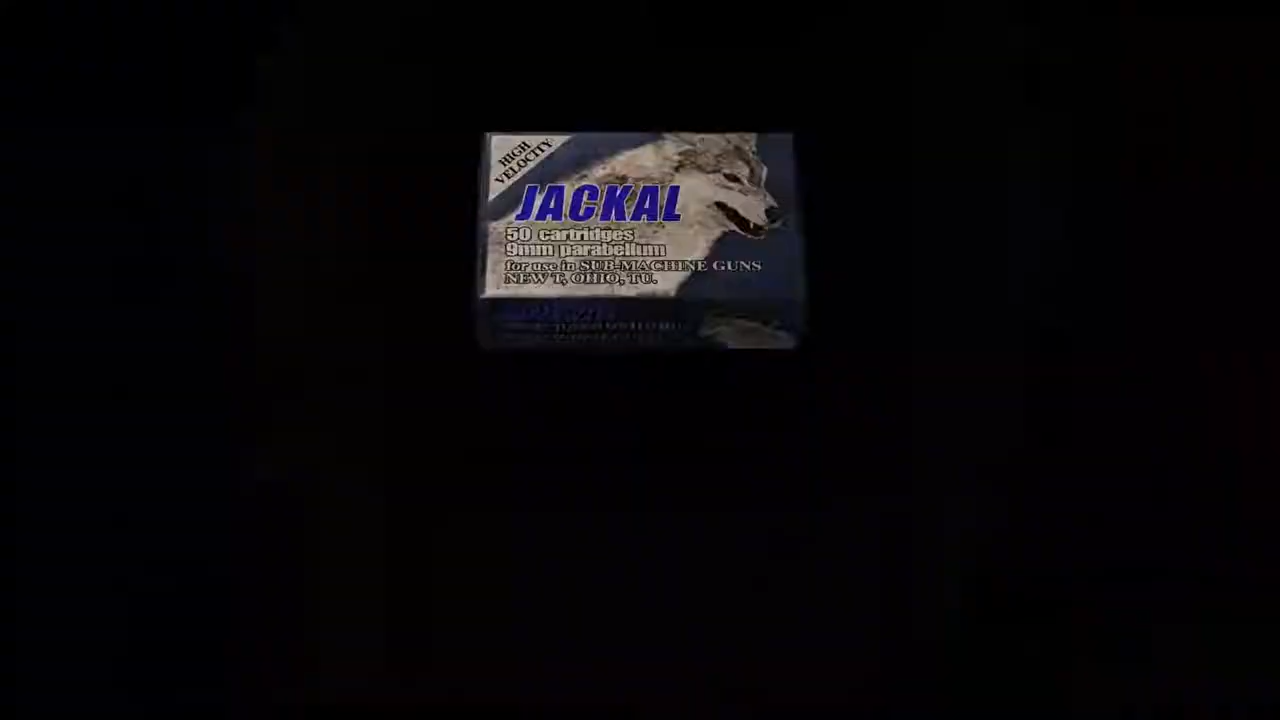 HIGH
VELOCITY
JACKAL
50 cartridges
9mm parabellum
for use in SUB-MACHINE GUNS
NEW T, OHIO, TU.